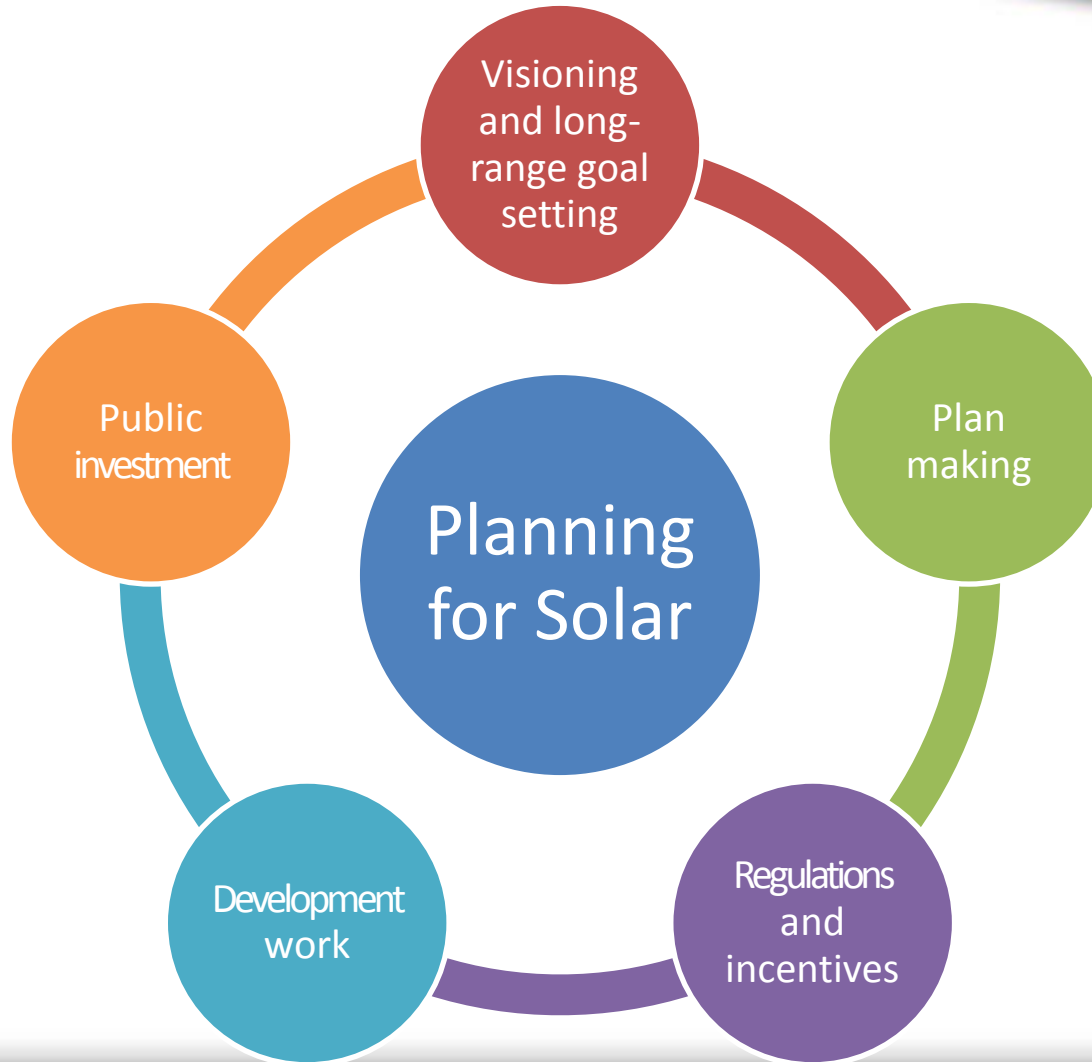 Visioning
and long-
range goal
setting
Plan
making
Regulations
and
incentives
Development
work
Public
investment
Planning
for Solar